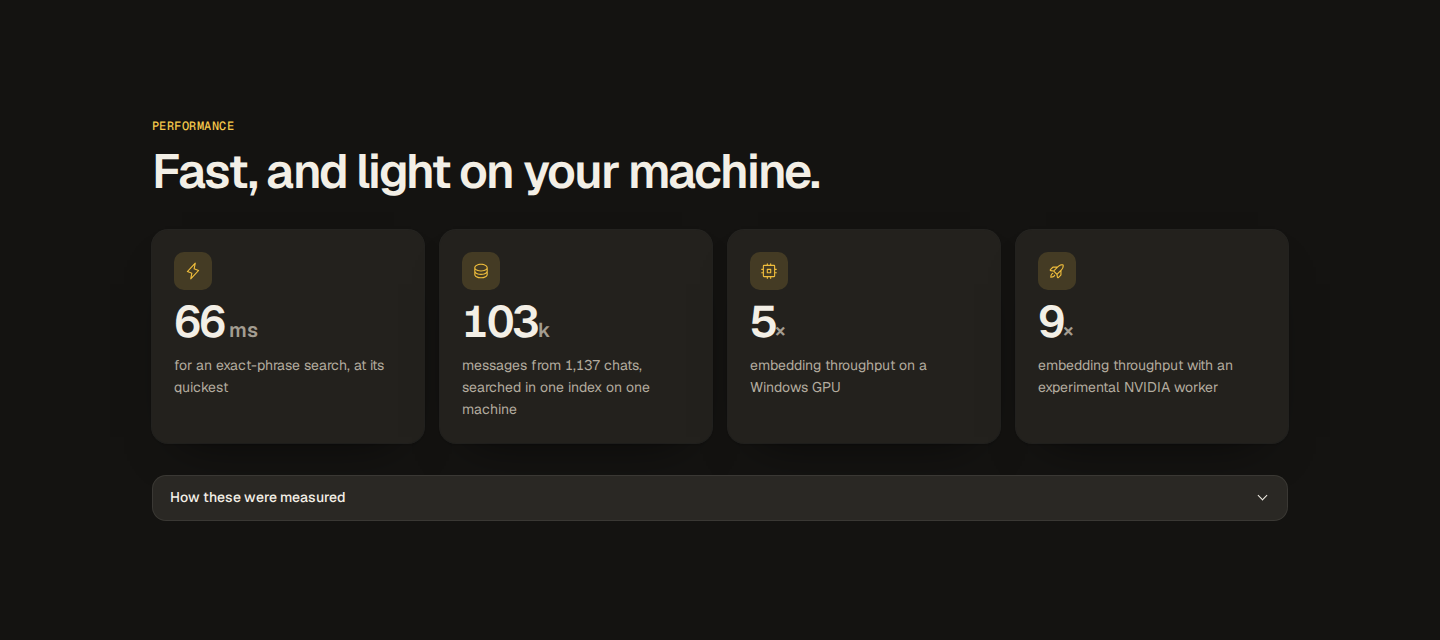 PERFORMANCE
Fast, and light on your machine.
66 ms
for an exact-phrase search, at its
quickest
103k
messages from 1,137 chats,
searched in one index on one
machine
5×
embedding throughput on a
Windows GPU
9×
embedding throughput with an
experimental NVIDIA worker
How these were measured